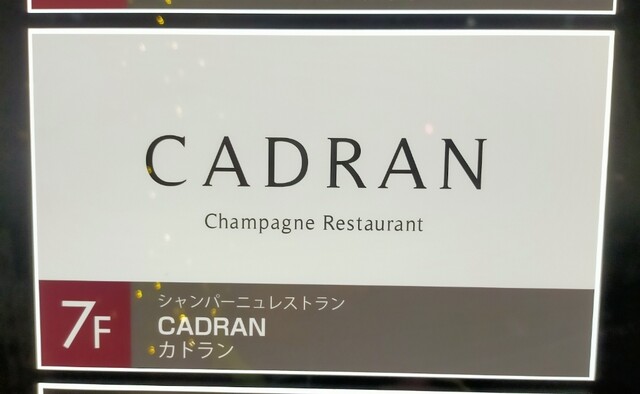 CADRAN
Champagne Restaurant
7F
シャンパーニュレストラン
CADRAN
カドラン